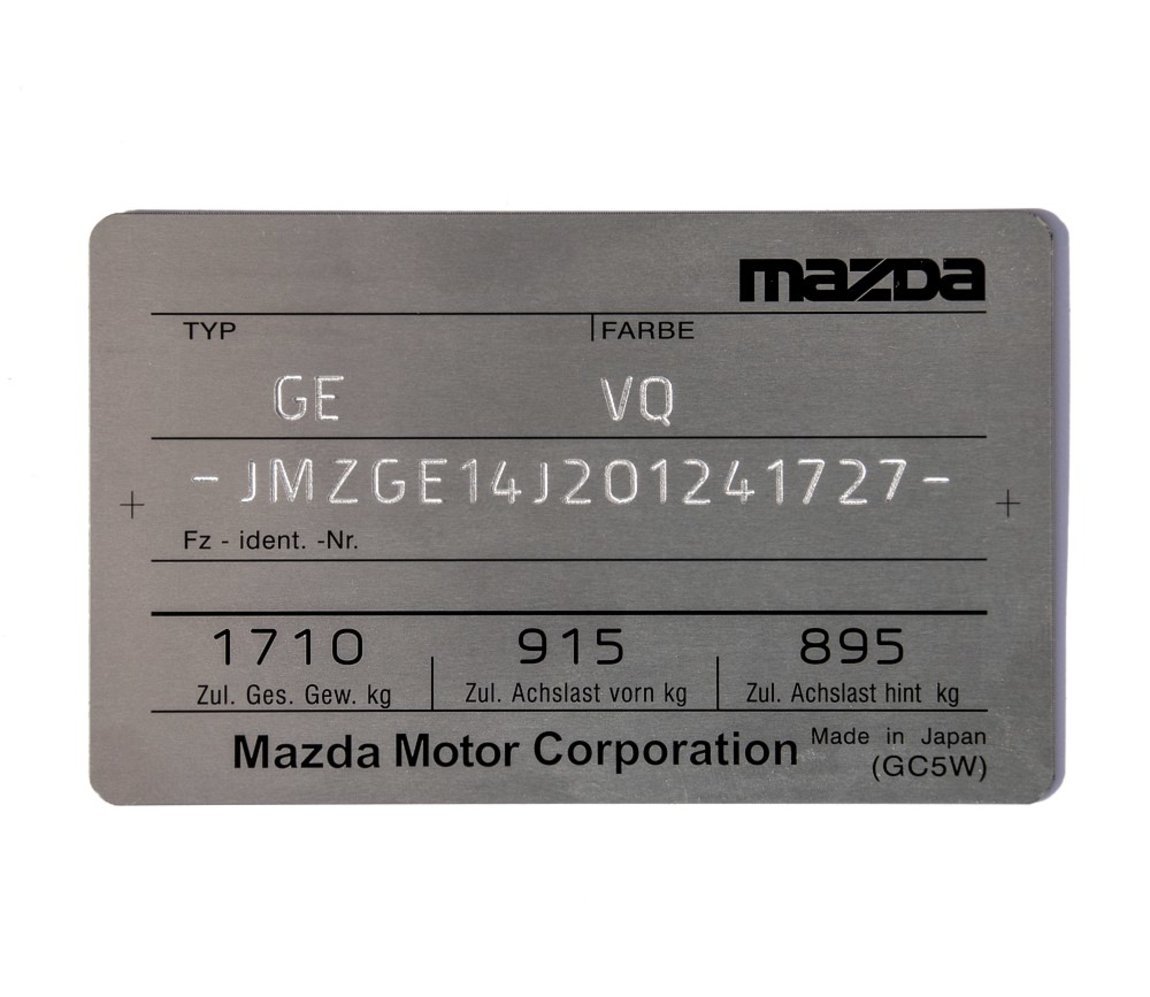 mazda
TYP FARBE
GE VQ
-JMZGE14J201241727-
Fz - ident. -Nr.
1710 915 895
Zul. Ges. Gew. kg Zul. Achslast vorn kg Zul. Achslast hint kg
Mazda Motor Corporation Made in Japan
(GC5W)